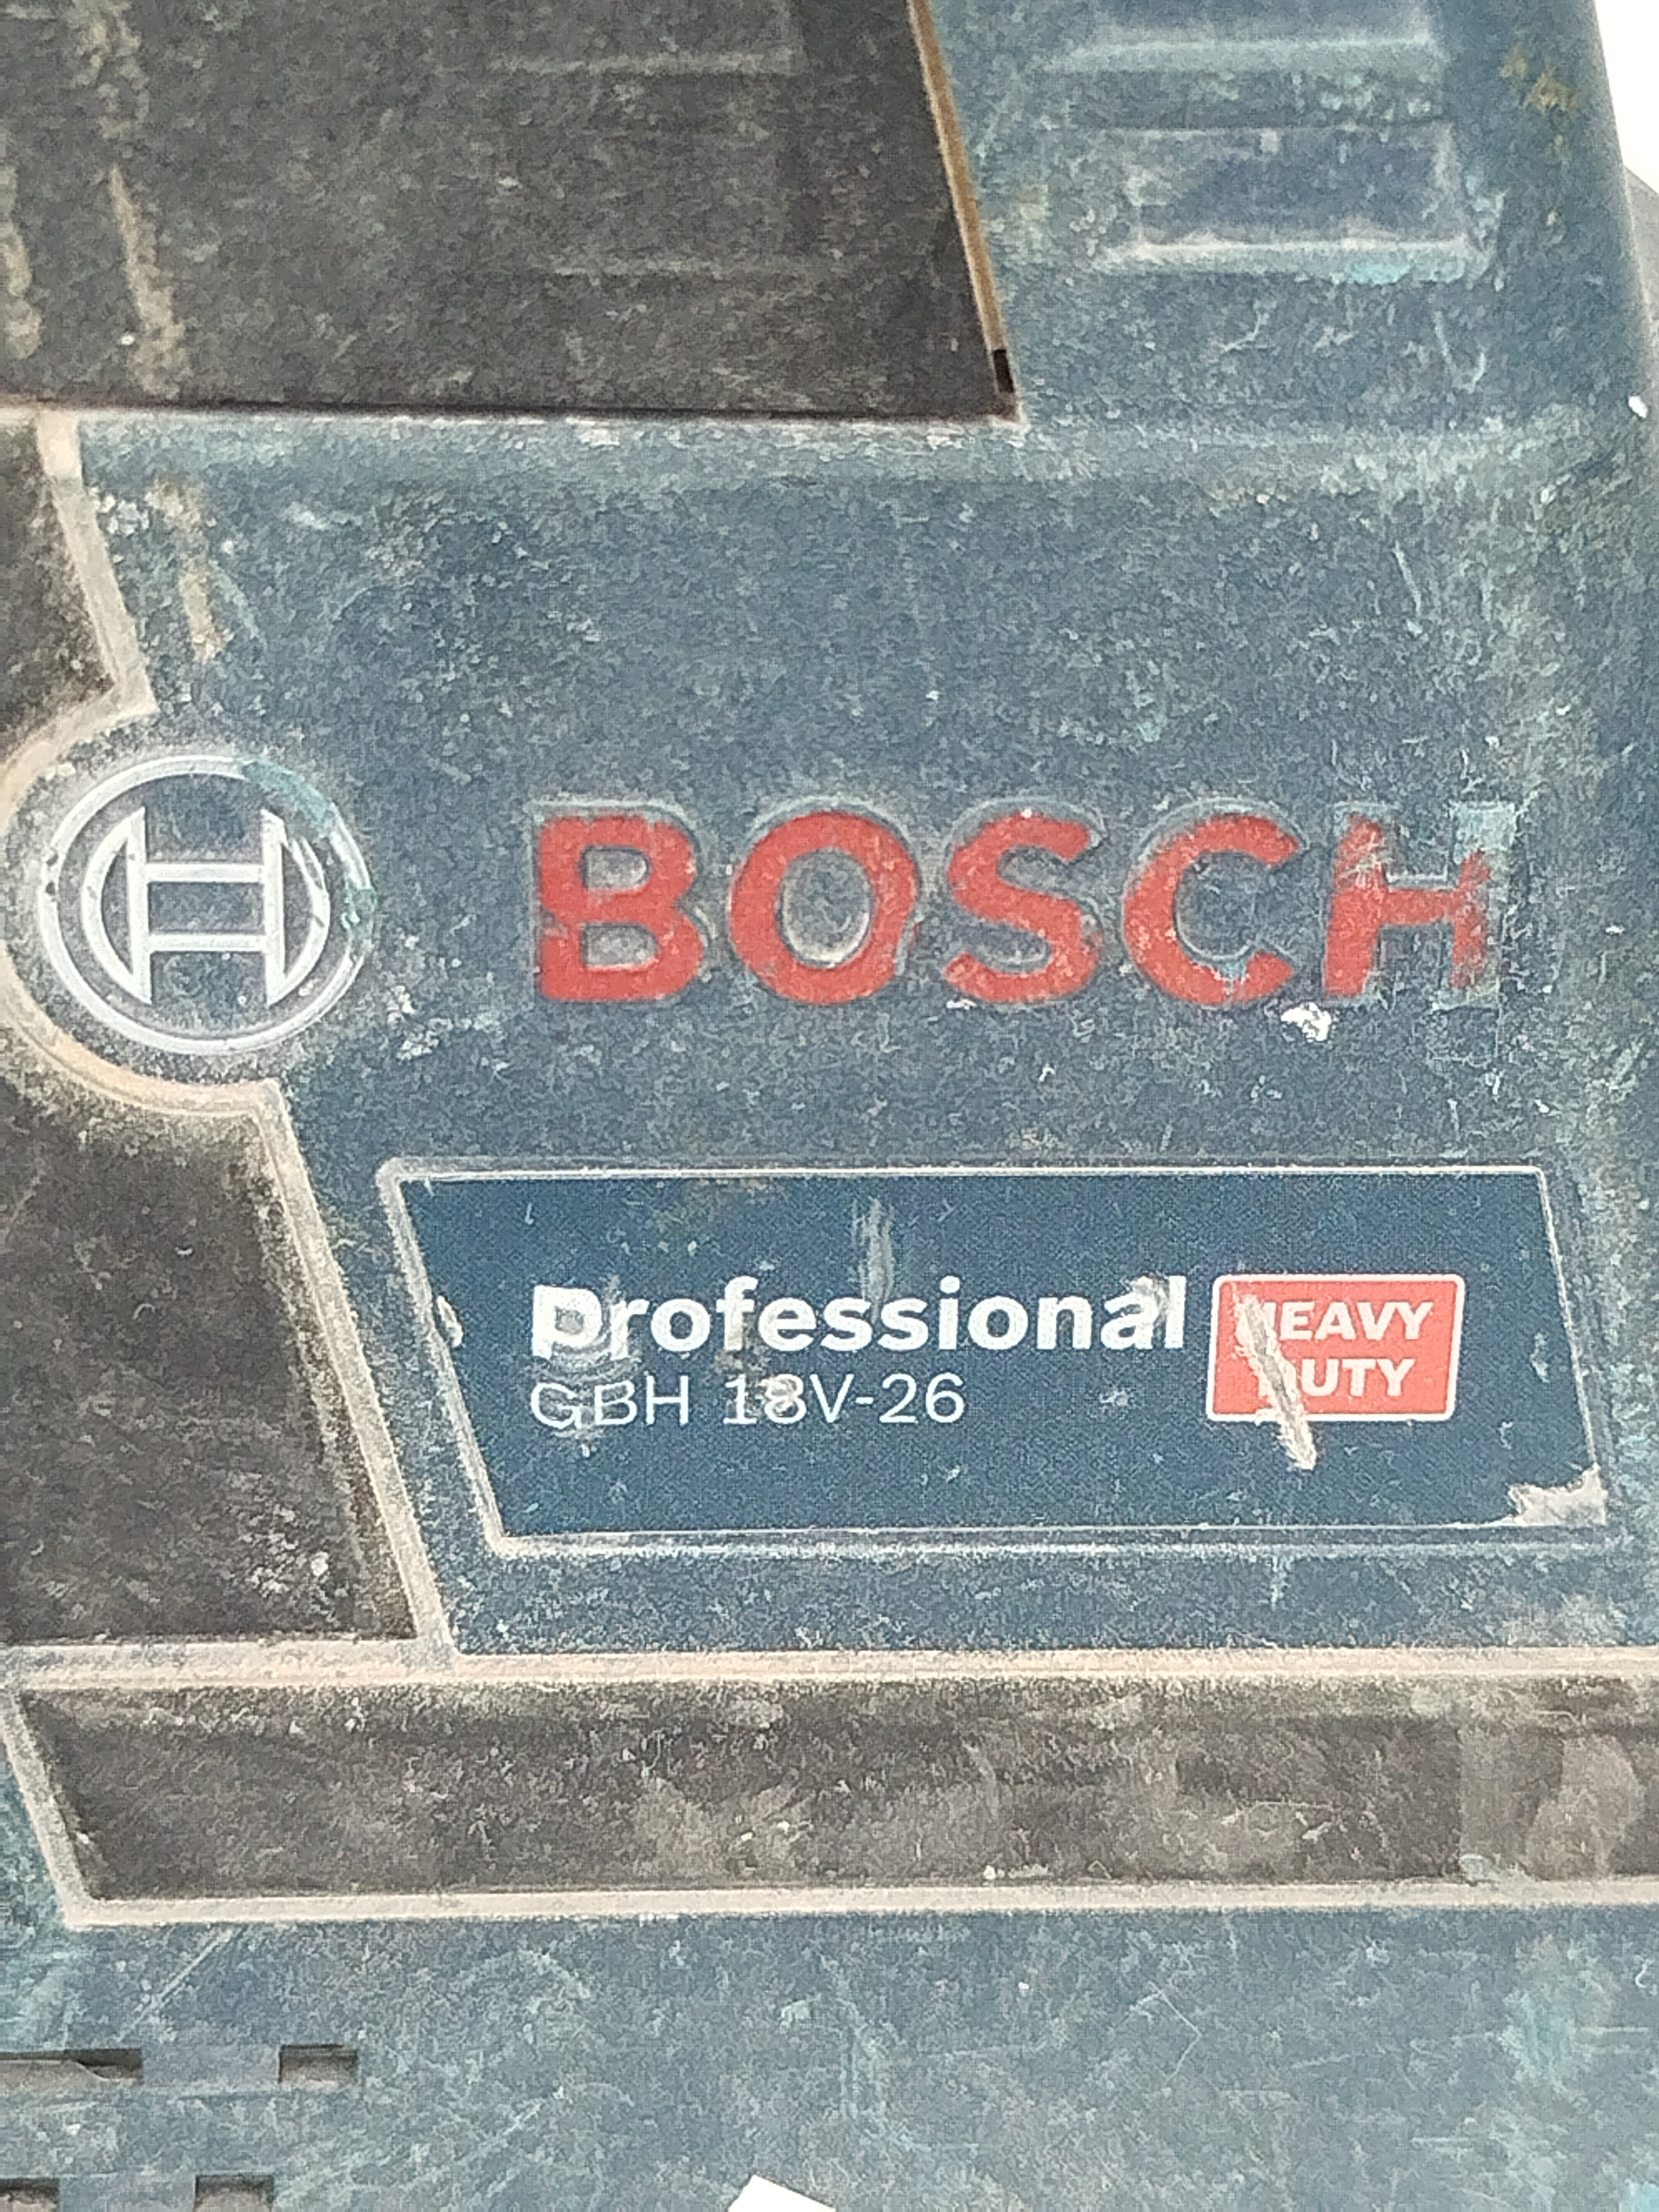 BOSCH
Professional
HEAVY
DUTY
GBH 18V-26